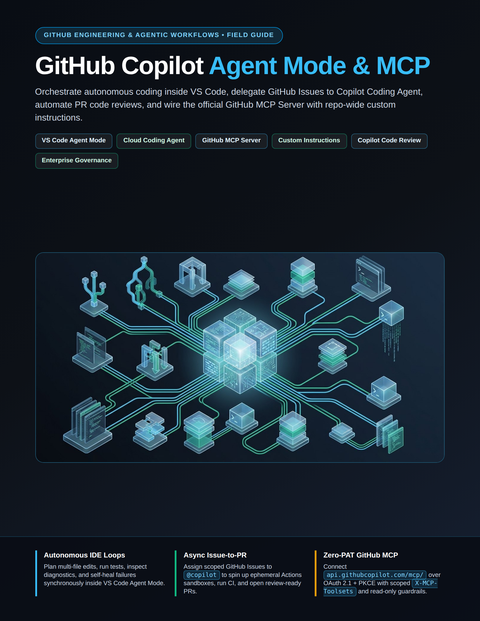 GITHUB ENGINEERING & AGENTIC WORKFLOWS • FIELD GUIDE
GitHub Copilot Agent Mode & MCP
Orchestrate autonomous coding inside VS Code, delegate GitHub Issues to Copilot Coding Agent,
automate PR code reviews, and wire the official GitHub MCP Server with repo-wide custom
instructions.
VS Code Agent Mode Cloud Coding Agent GitHub MCP Server Custom Instructions Copilot Code Review
Enterprise Governance
Autonomous IDE Loops
Plan multi-file edits, run tests, inspect
diagnostics, and self-heal failures
synchronously inside VS Code Agent Mode.
Async Issue-to-PR
Assign scoped GitHub Issues to
@copilot to spin up ephemeral Actions
sandboxes, run CI, and open review-ready
PRs.
Zero-PAT GitHub MCP
Connect
api.githubcopilot.com/mcp/ over
OAuth 2.1 + PKCE with scoped X-MCP-
Toolsets and read-only guardrails.